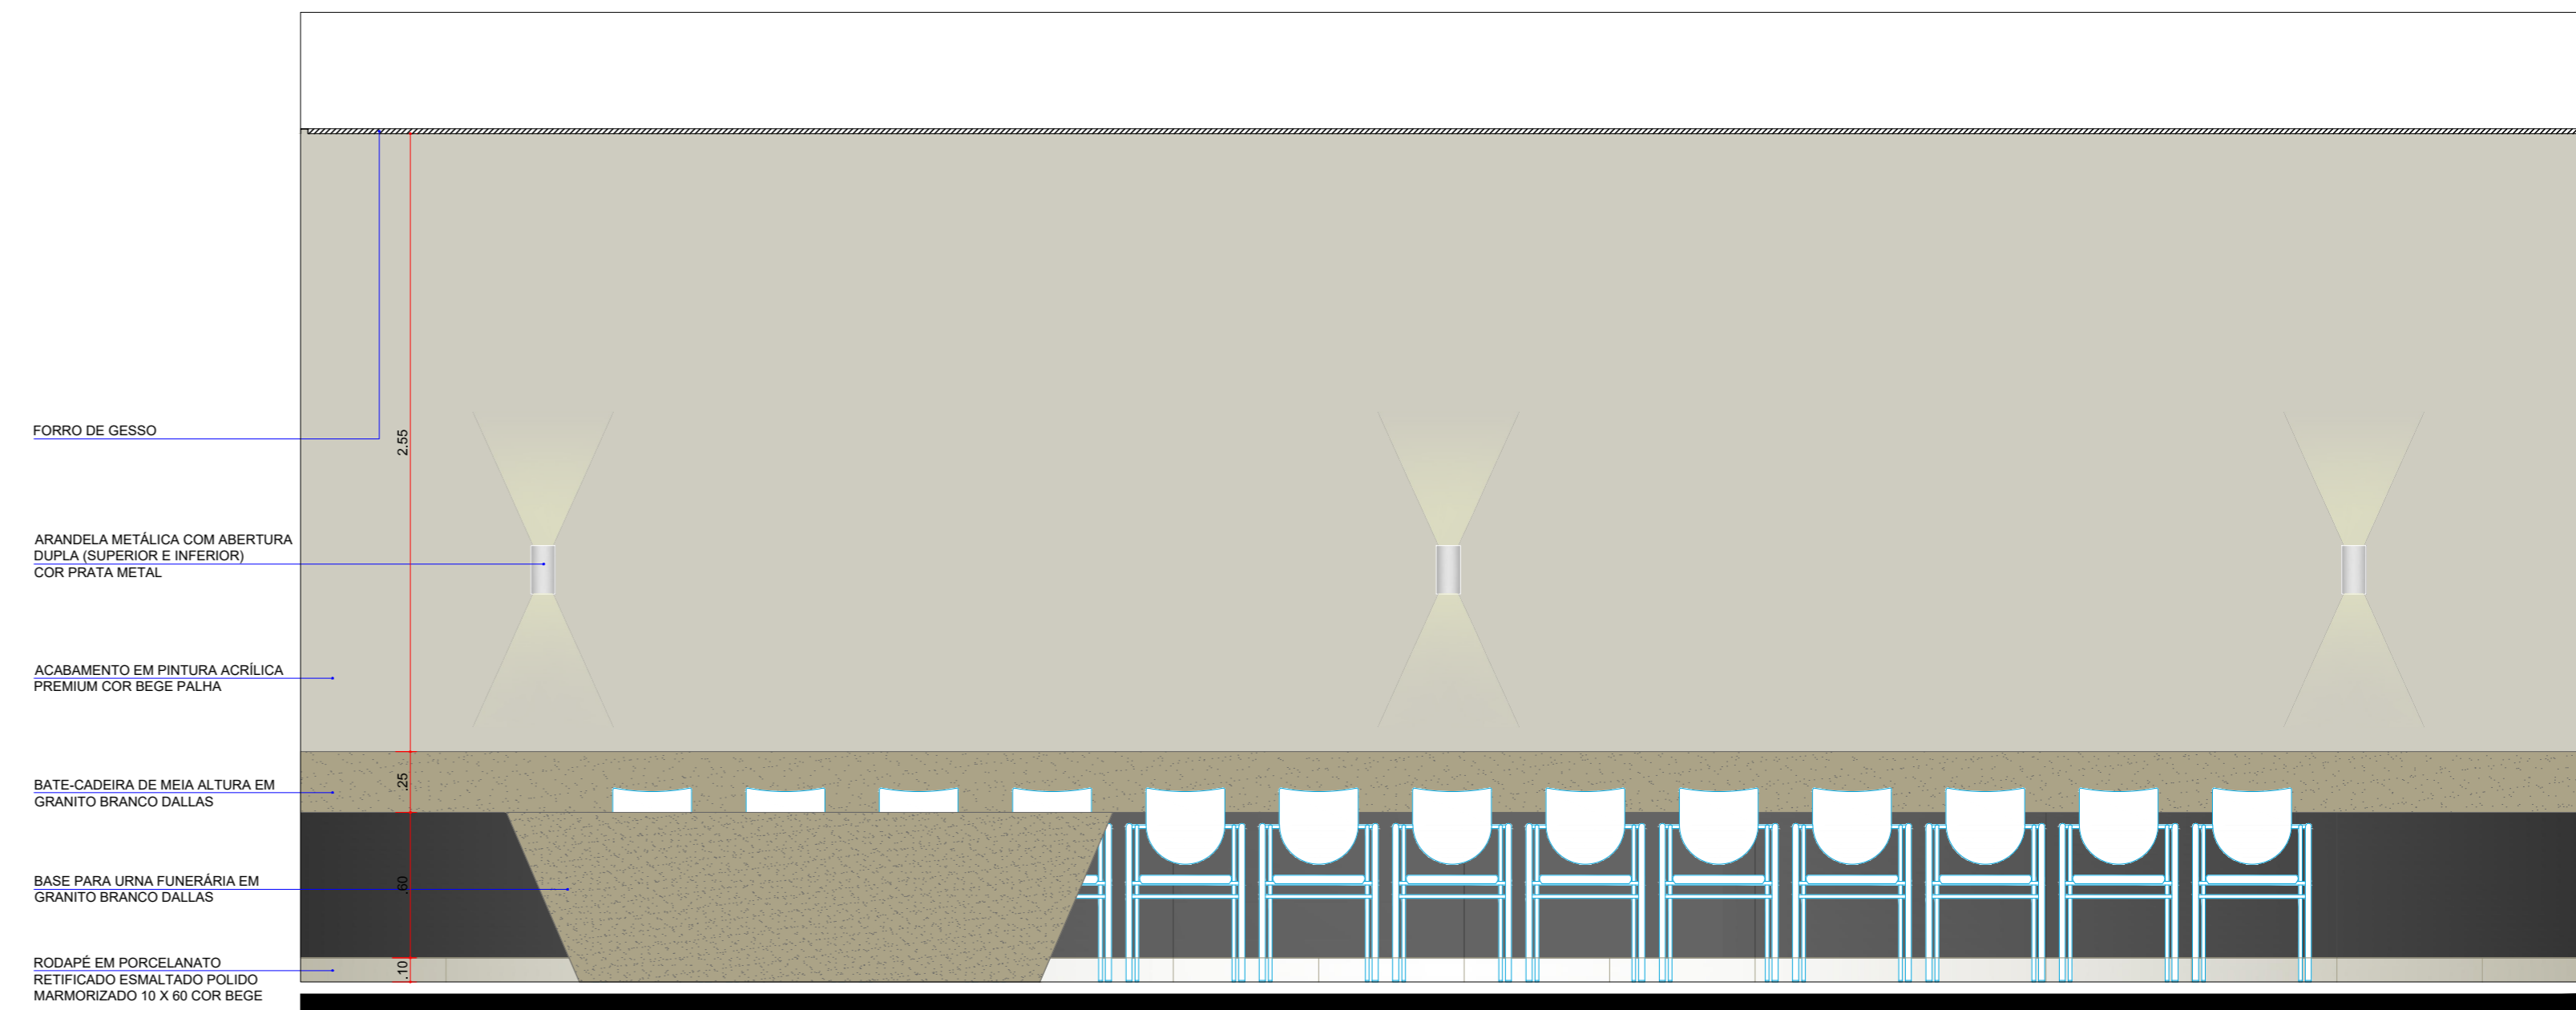 FORRO DE GESSO
2.55
ARANDELA METÁLICA COM ABERTURA
DUPLA (SUPERIOR E INFERIOR)
COR PRATA METAL
ACABAMENTO EM PINTURA ACRÍLICA
PREMIUM COR BEGE PALHA
BATE-CADEIRA DE MEIA ALTURA EM
GRANITO BRANCO DALLAS
.25
BASE PARA URNA FUNERÁRIA EM
GRANITO BRANCO DALLAS
.60
RODAPÉ EM PORCELANATO
RETIFICADO ESMALTADO POLIDO
MARMORIZADO 10 X 60 COR BEGE
.10